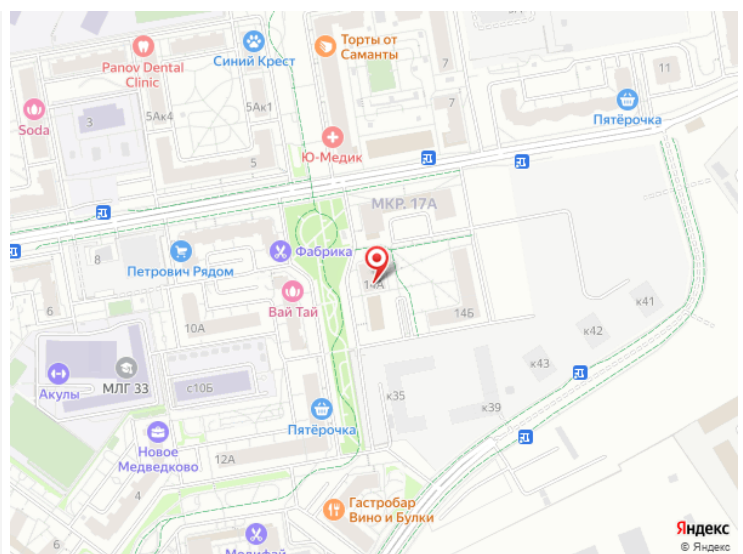 Торты от
Саманты
Panov Dental
Clinic
Синий Крест
5Ак1
7
11
5Ак4
Soda
3
7
Пятёрочка
Ю-Медик
5
МКР. 17А
Фабрика
8
Петрович Рядом
14А
Вай Тай
6
10А
14Б
к41
к42
МЛГ 33
с10Б
к43
Акулы
к35
к39
Пятёрочка
Новое
Медведково
12А
4
Гастробар
Вино и Булки
6
Яндекс
© Яндекс